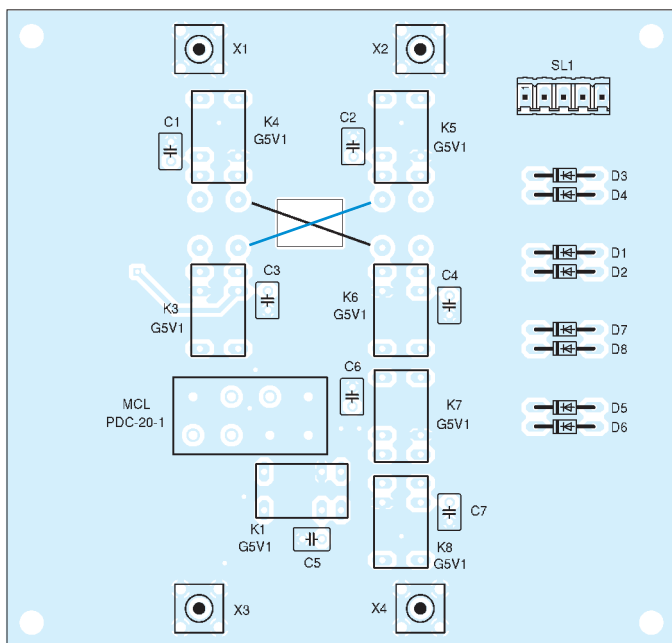 X1
X2
SL1
C1
K4
G5V1
C2
K5
G5V1
D3
D4
D1
D2
C3
K3
G5V1
K6
G5V1
C4
D7
D8
MCL
PDC-20-1
C6
K7
G5V1
D5
D6
K1
G5V1
C5
C7
K8
G5V1
X3
X4